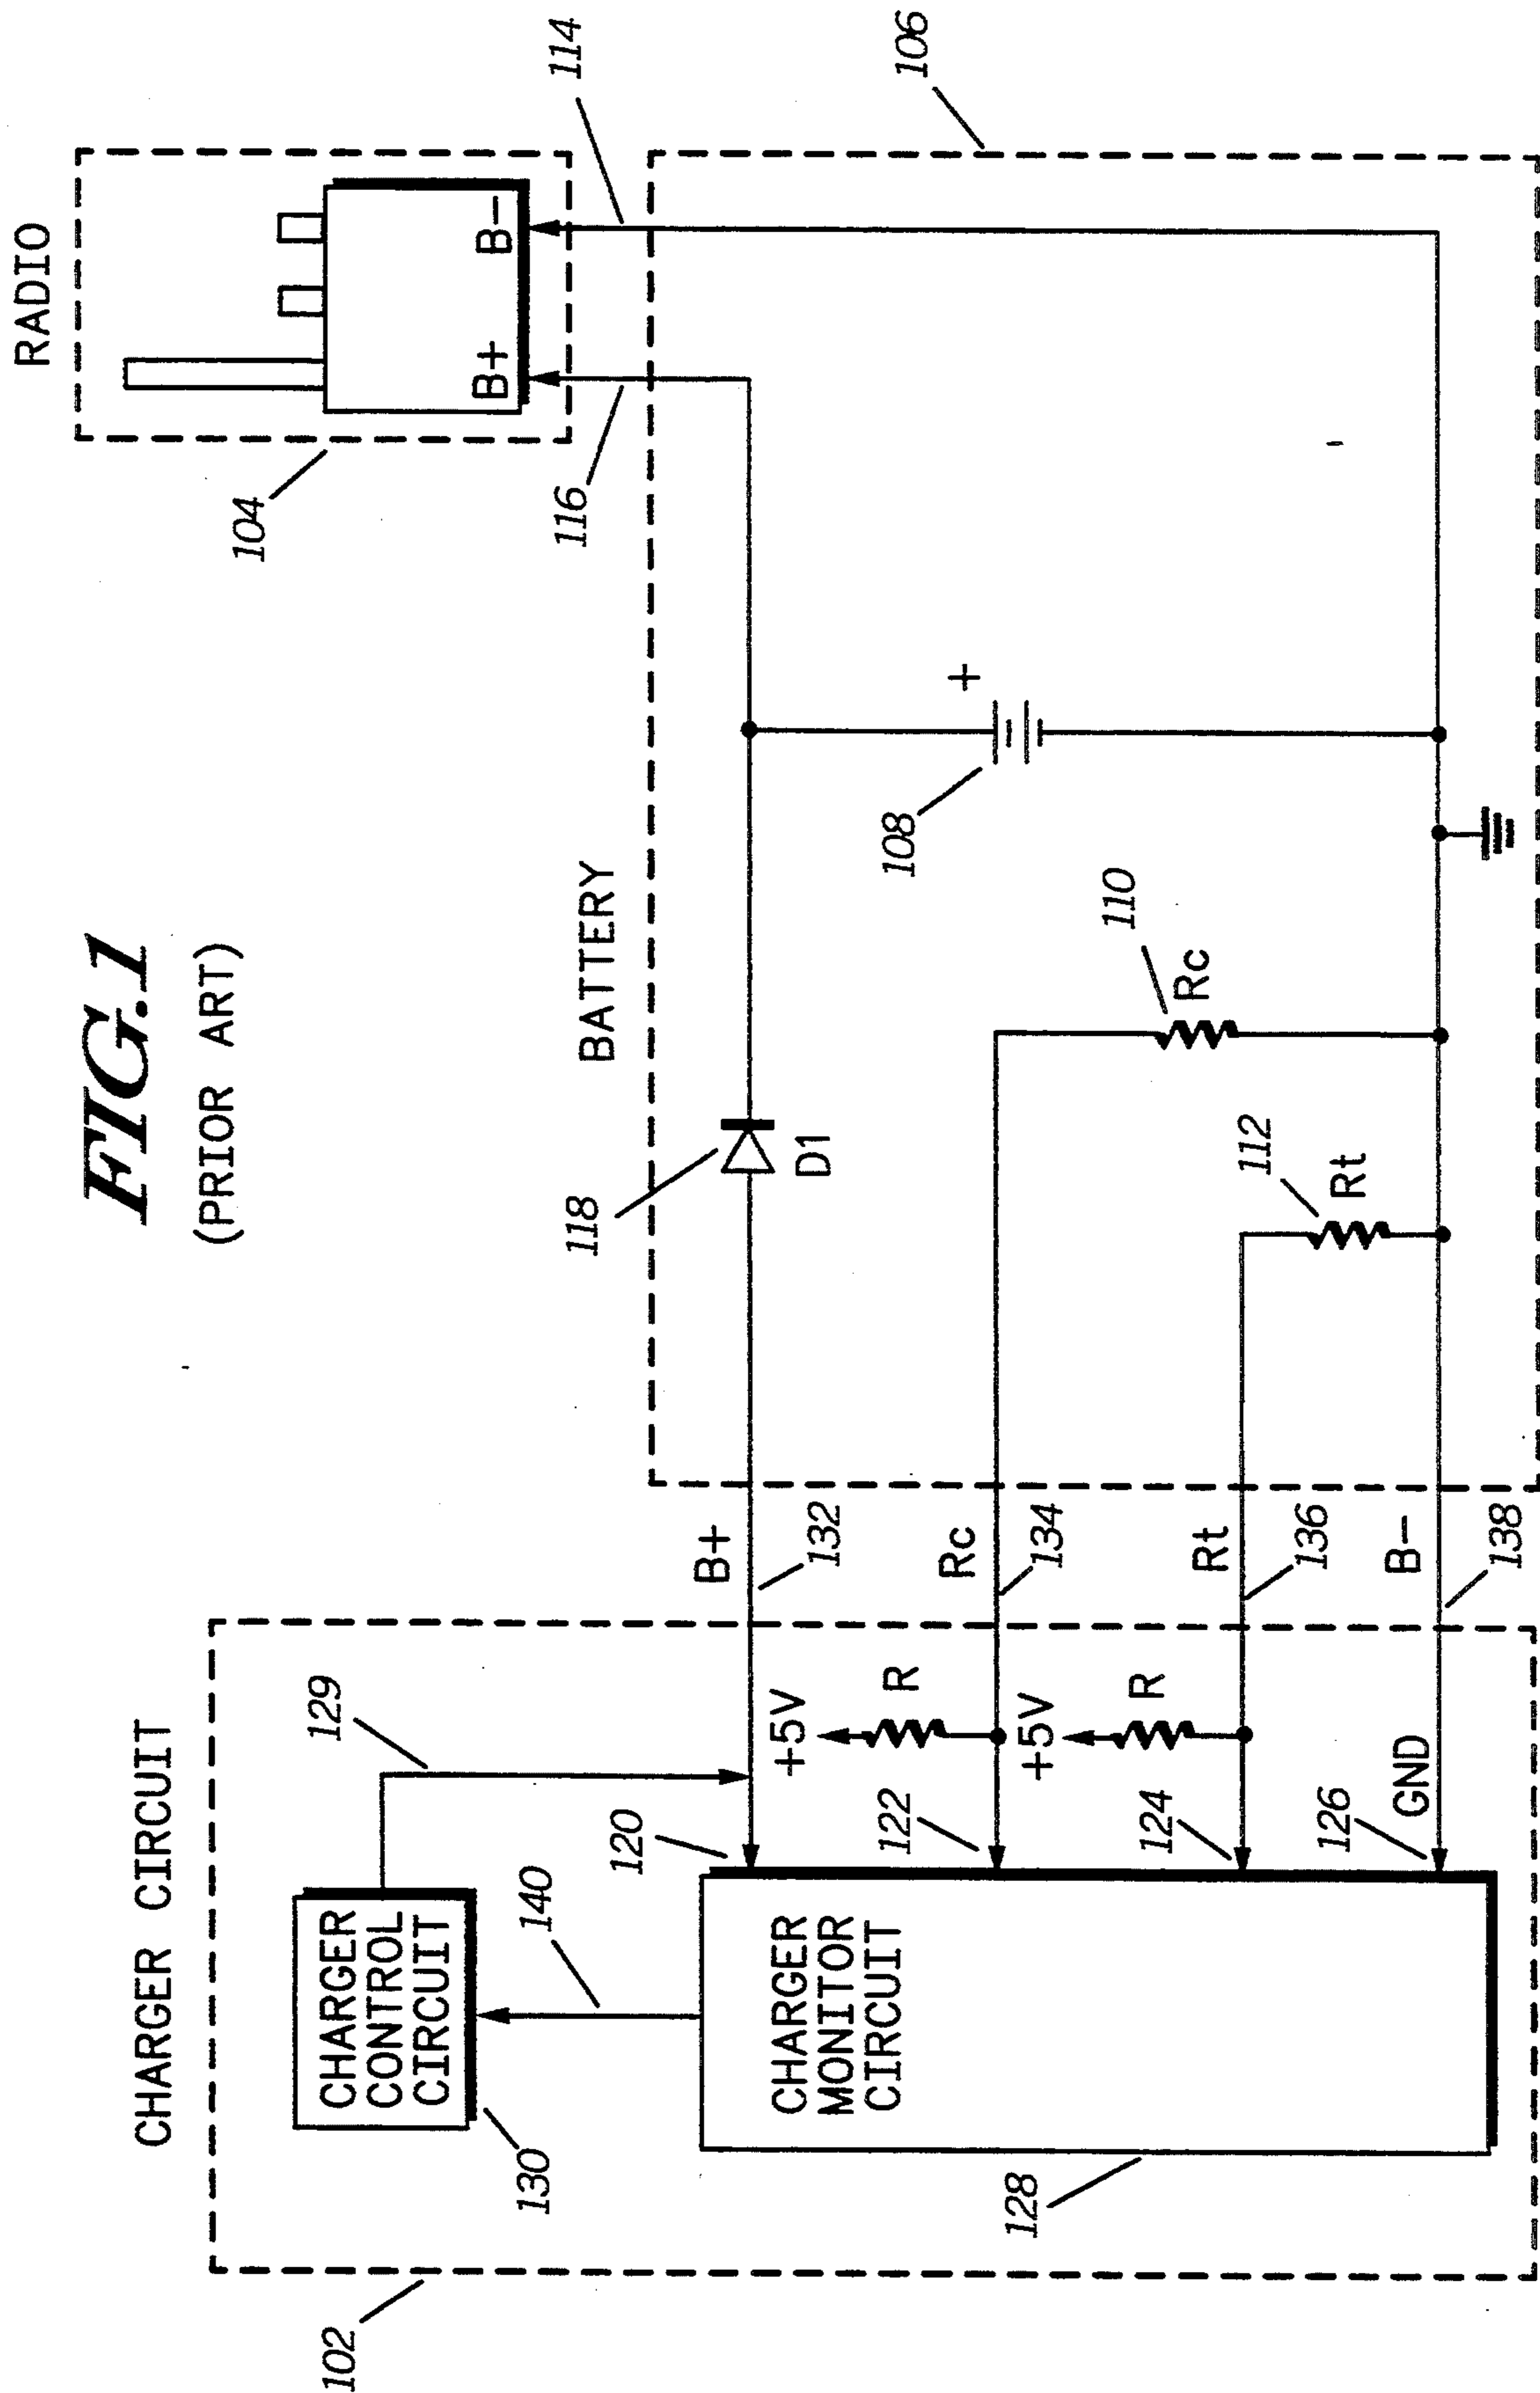 FIG.1
(PRIOR ART)
CHARGER CIRCUIT
102
CHARGER
CONTROL
CIRCUIT
130
129
140
CHARGER
MONITOR
CIRCUIT
128
120
122
124
126
GND
+5V
R
+5V
R
B+
132
Rc
134
Rt
136
B-
138
BATTERY
118
D1
110
Rc
112
Rt
108
+
106
RADIO
104
B+
B-
116
114